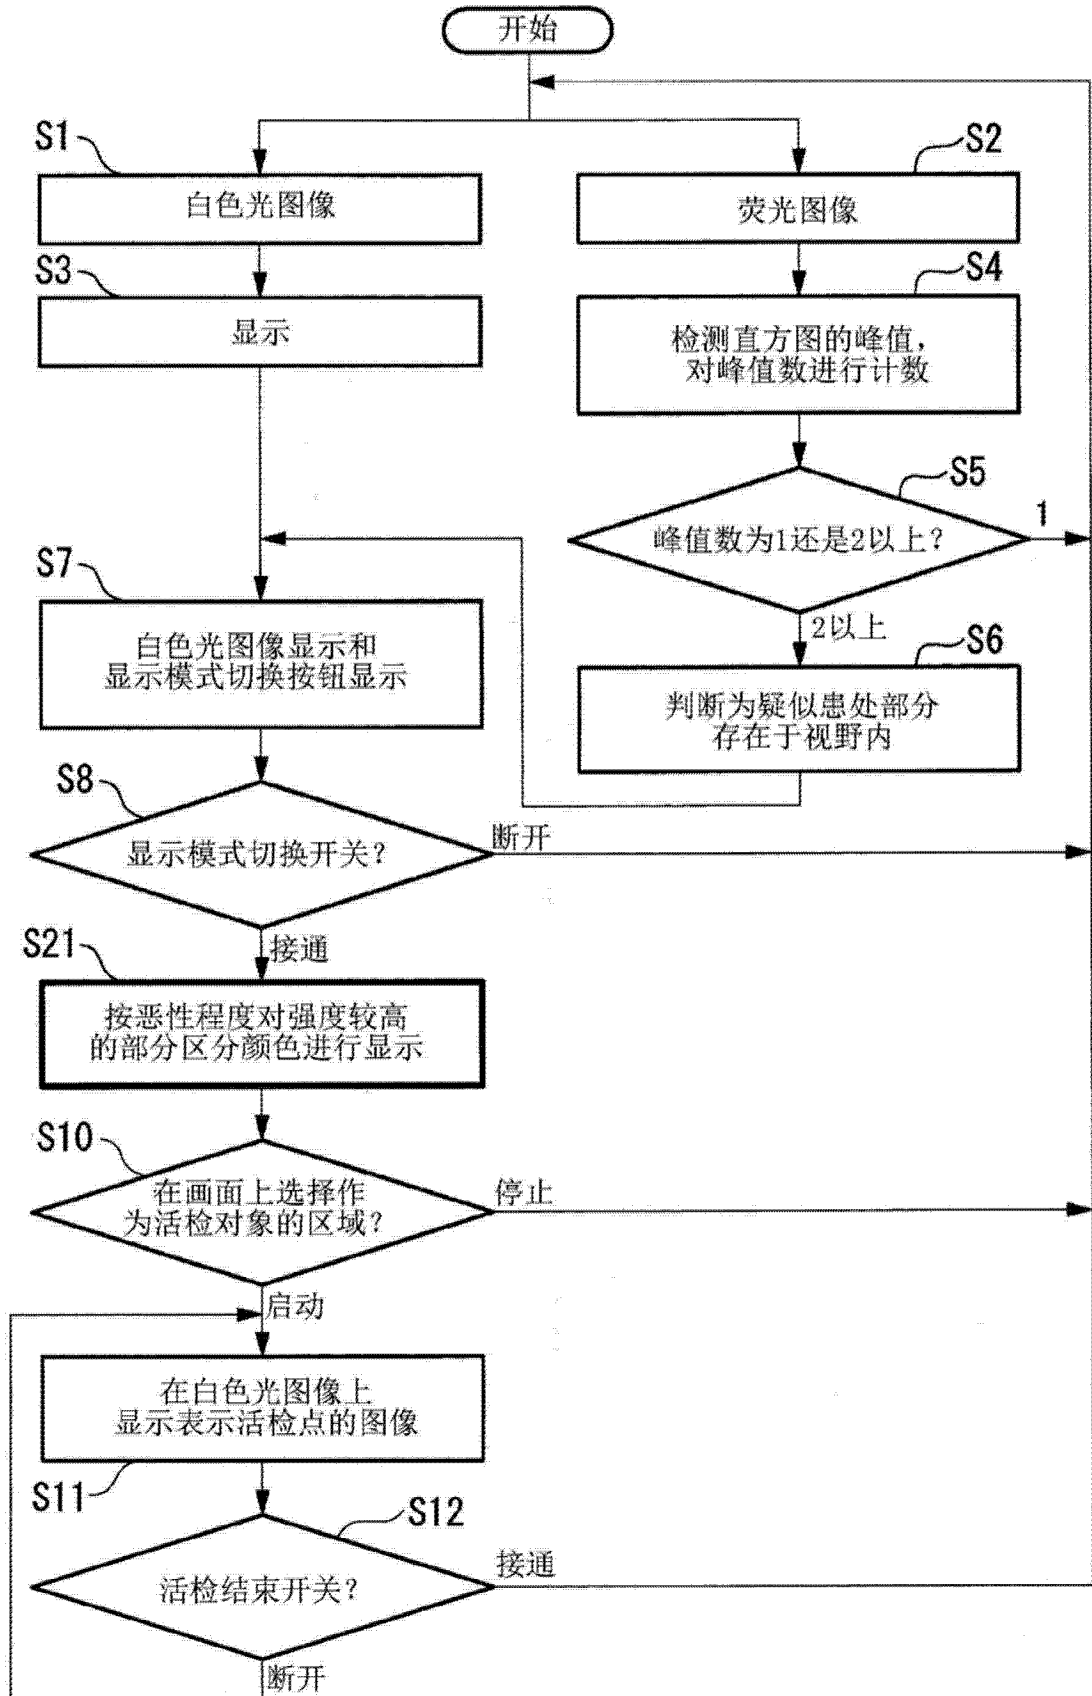 开始
S1
白色光图像
S2
荧光图像
S3
显示
S4
检测直方图的峰值，
对峰值数进行计数
S5
峰值数为1还是2以上？
1
2以上
S6
判断为疑似患处部分
存在于视野内
S7
白色光图像显示和
显示模式切换按钮显示
S8
显示模式切换开关？
断开
接通
S21
按恶性程度对强度较高
的部分区分颜色进行显示
S10
在画面上选择作
为活检对象的区域？
停止
启动
在白色光图像上
显示表示活检点的图像
S11
S12
活检结束开关？
接通
断开